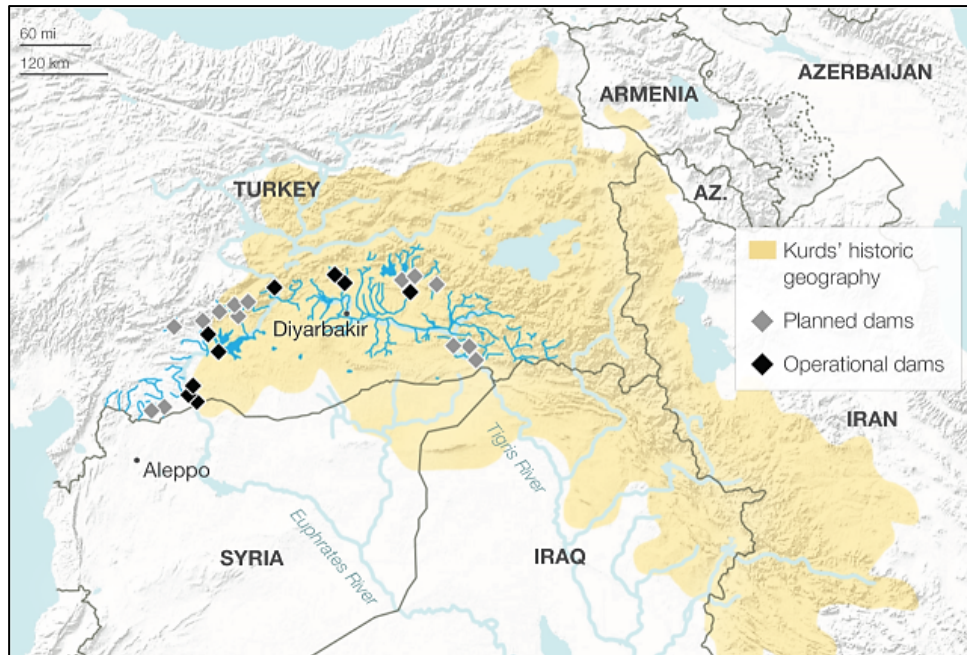 60 mi
120 km
AZERBAIJAN
ARMENIA
TURKEY
AZ.
Kurds' historic
geography
Planned dams
Operational dams
Diyarbakir
IRAN
Tigris River
Aleppo
Euphrates River
SYRIA
IRAQ